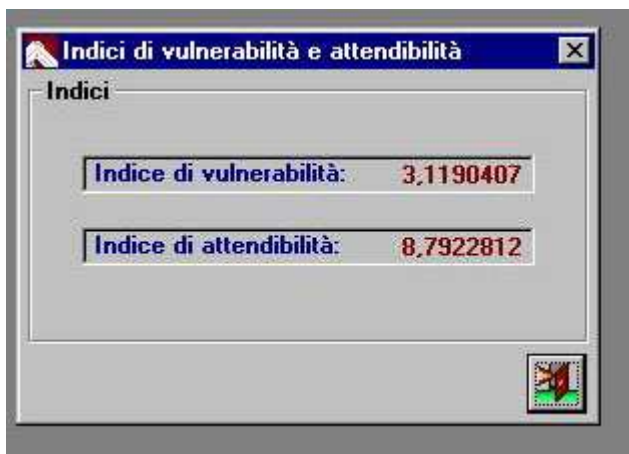 Indici di vulnerabilità e attendibilità
Indici
Indice di vulnerabilità: 3,1190407
Indice di attendibilità: 8,7922812